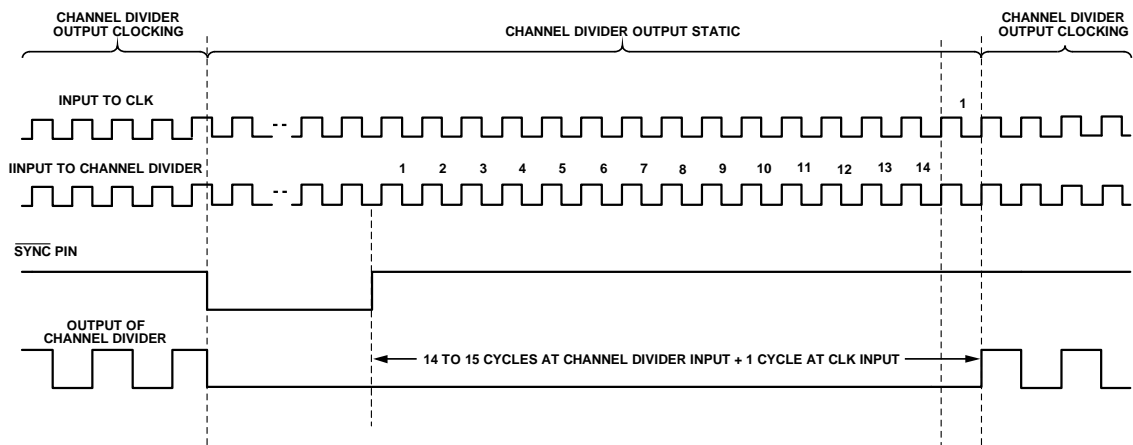 CHANNEL DIVIDER
OUTPUT CLOCKING
CHANNEL DIVIDER OUTPUT STATIC
CHANNEL DIVIDER
OUTPUT CLOCKING
INPUT TO CLK
1
IINPUT TO CHANNEL DIVIDER
1 2 3 4 5 6 7 8 9 10 11 12 13 14
SYNC PIN
OUTPUT OF
CHANNEL DIVIDER
14 TO 15 CYCLES AT CHANNEL DIVIDER INPUT + 1 CYCLE AT CLK INPUT